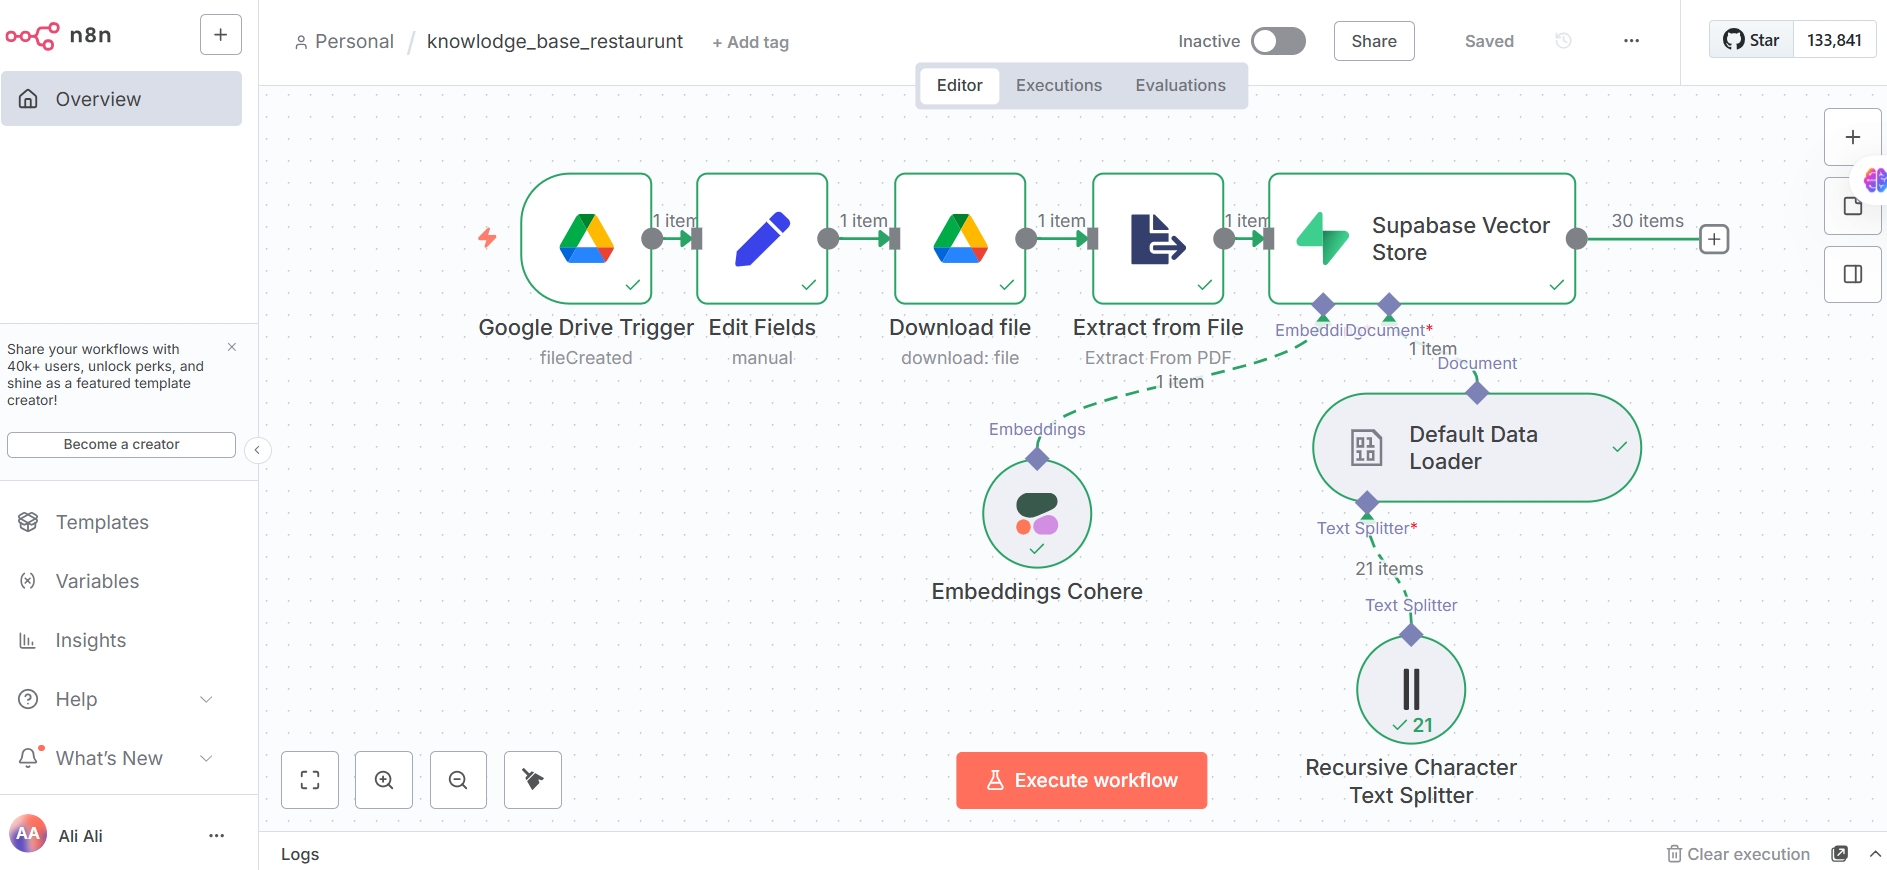 n8n
Overview
Share your workflows with
40k+ users, unlock perks, and
shine as a featured template
creator!
Become a creator
Templates
Variables
Insights
Help
What's New
AA
Ali Ali
Personal / knowlodge_base_restaurunt + Add tag
Inactive
Share
Saved
Star 133,841
Editor Executions Evaluations
1 item
1 item
1 item
1 item
30 items
Supabase Vector
Store
Google Drive Trigger
fileCreated
Edit Fields
manual
Download file
download: file
Extract from File
Extract From PDF
Document*
1 item
Document
1 item
Embeddings
Embeddings Cohere
Default Data
Loader
Text Splitter*
21 items
Text Splitter
21
Recursive Character
Text Splitter
Execute workflow
Logs
Clear execution